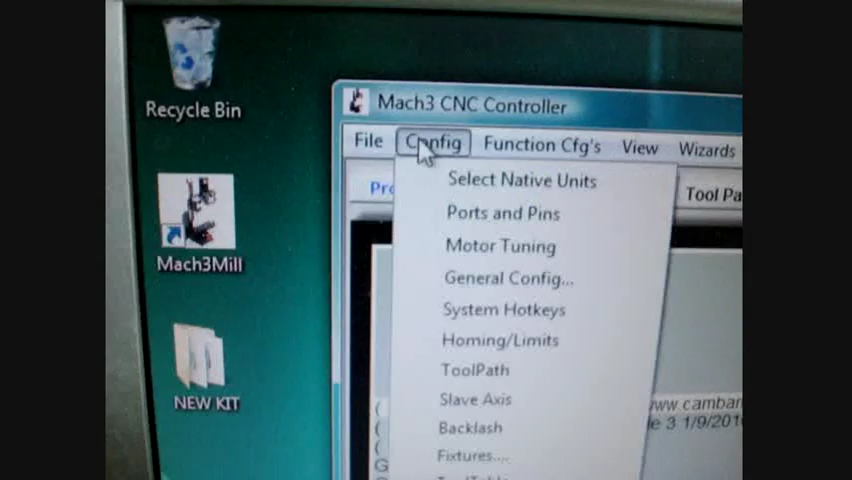 Recycle Bin
Mach3Mill
NEW KIT
Mach3 CNC Controller
File Config Function Cfg's View Wizards
Select Native Units
Ports and Pins
Motor Tuning
General Config...
System Hotkeys
Homing/Limits
ToolPath
Slave Axis
Backlash
Fixtures....
Tool Pa
(
(
(
G